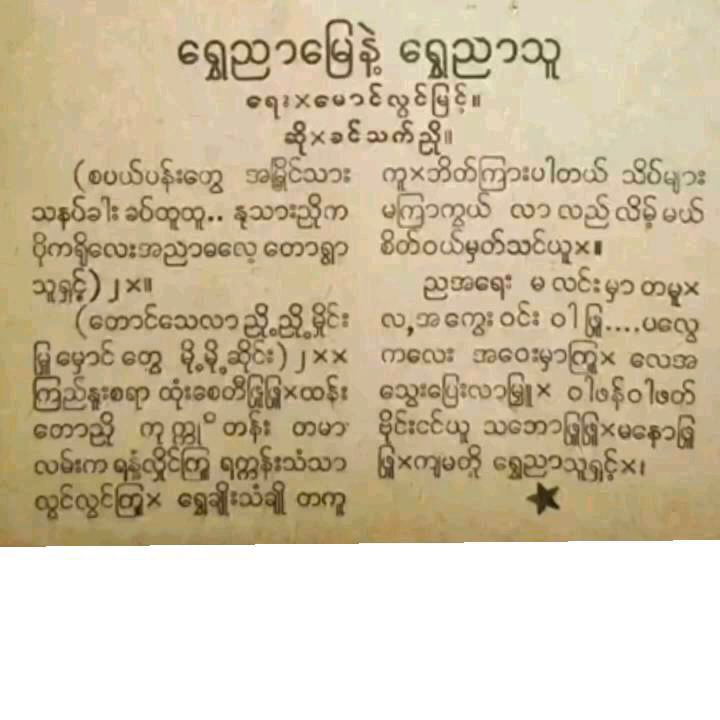 ရွှေညာမြေနဲ့ ရွှေညာသူ
ရေး×မောင်လွင်မြင့်။
ဆို×ခင်သက်ညို။
(စပယ်ပန်းတွေ အမြှိုင်သား
သနပ်ခါး ခပ်ထူထူ.. နုသားညိုက
ပိုကရိုလေးအညာဓလေ့ တောရွာ
သူရှင့်)၂×။
(တောင်သေလာညို့ညို့မှိုင်း
မြူမှောင်တွေ မို့မို့ဆိုင်း)၂××
ကြည်နူးစရာ ထုံးစေတီဖြူဖြူ×ထန်း
တောညို ကုက္ကိုတန်း တမာ
လမ်းက ရနံ့လှိုင်ကြူ ရက္ကန်းသံသာ
လွင်လွင်ကြူ× ရွှေချိုးသံချို တကူ
ကူ×ဘိတ်ကြားပါတယ် သိပ်များ
မကြာကွယ် လာ လည် လိမ့် မယ်
စိတ်ဝယ်မှတ်သင်ယူ×။
ညအရေး မ လင်းမှာ တမူ×
လ,အကွေးဝင်း ဝါဖြူ....ပလွေ
ကလေး အဝေးမှာကြူ× လေအ
သွေးပြေးလာမြူ× ဝါဖန်ဝါဖတ်
ဗိုင်းငင်ယူ သဘောဖြူဖြူ×မနောဖြူ
ဖြူ×ကျမတို့ ရွှေညာသူရှင့်×၊